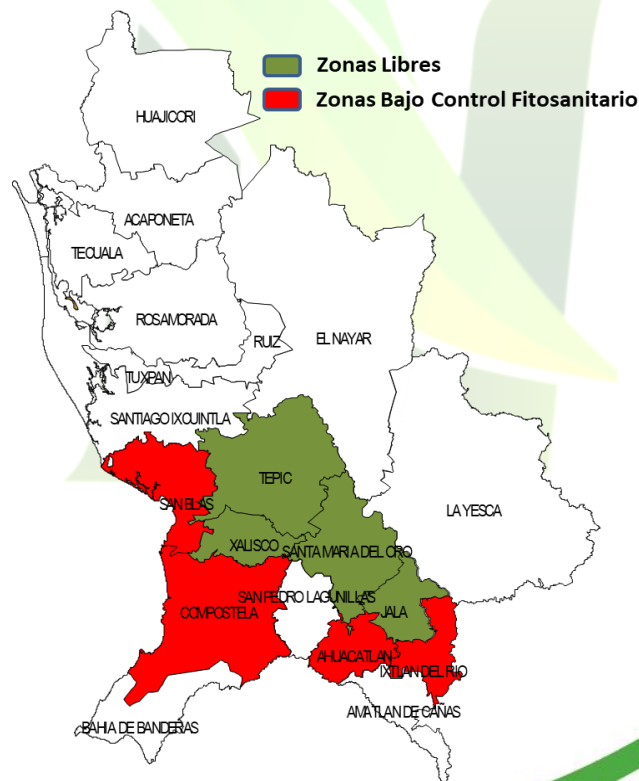 Zonas Libres
Zonas Bajo Control Fitosanitario
HUAJICORI
ACAPONETA
TECUALA
ROSAMORADA
RUIZ
EL NAYAR
TUXPAN
SANTIAGO IXCUINTLA
TEPIC
SAN BLAS
LA YESCA
XALISCO
SANTA MARIA DEL ORO
SAN PEDRO LAGUNILLAS
COMPOSTELA
JALA
AHUACATLAN
IXTLAN DEL RIO
AMATLAN DE CAÑAS
BAHIA DE BANDERAS